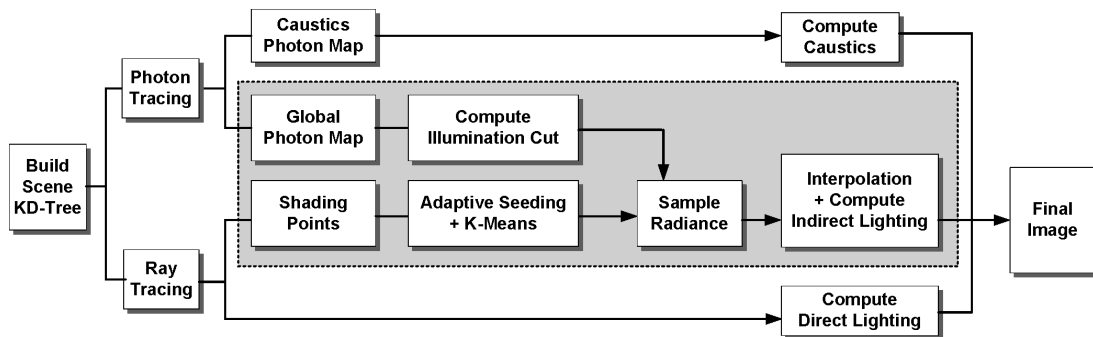 Build
Scene
KD-Tree
Photon
Tracing
Ray
Tracing
Caustics
Photon Map
Global
Photon Map
Shading
Points
Compute
Illumination Cut
Adaptive Seeding
+ K-Means
Sample
Radiance
Compute
Caustics
Interpolation
+ Compute
Indirect Lighting
Compute
Direct Lighting
Final
Image